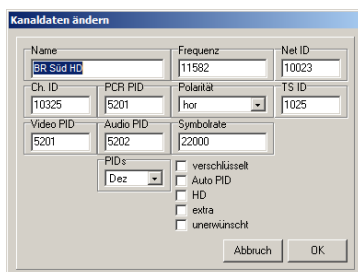 Kanaldaten ändern
Name Frequenz Net ID
BR Süd HD 11582 10023
Ch. ID PCR PID Polarität TS ID
10325 5201 hor 1025
Video PID Audio PID Symbolrate
5201 5202 22000
PIDs
Dez
verschlüsselt
Auto PID
HD
extra
unerwünscht
Abbruch OK